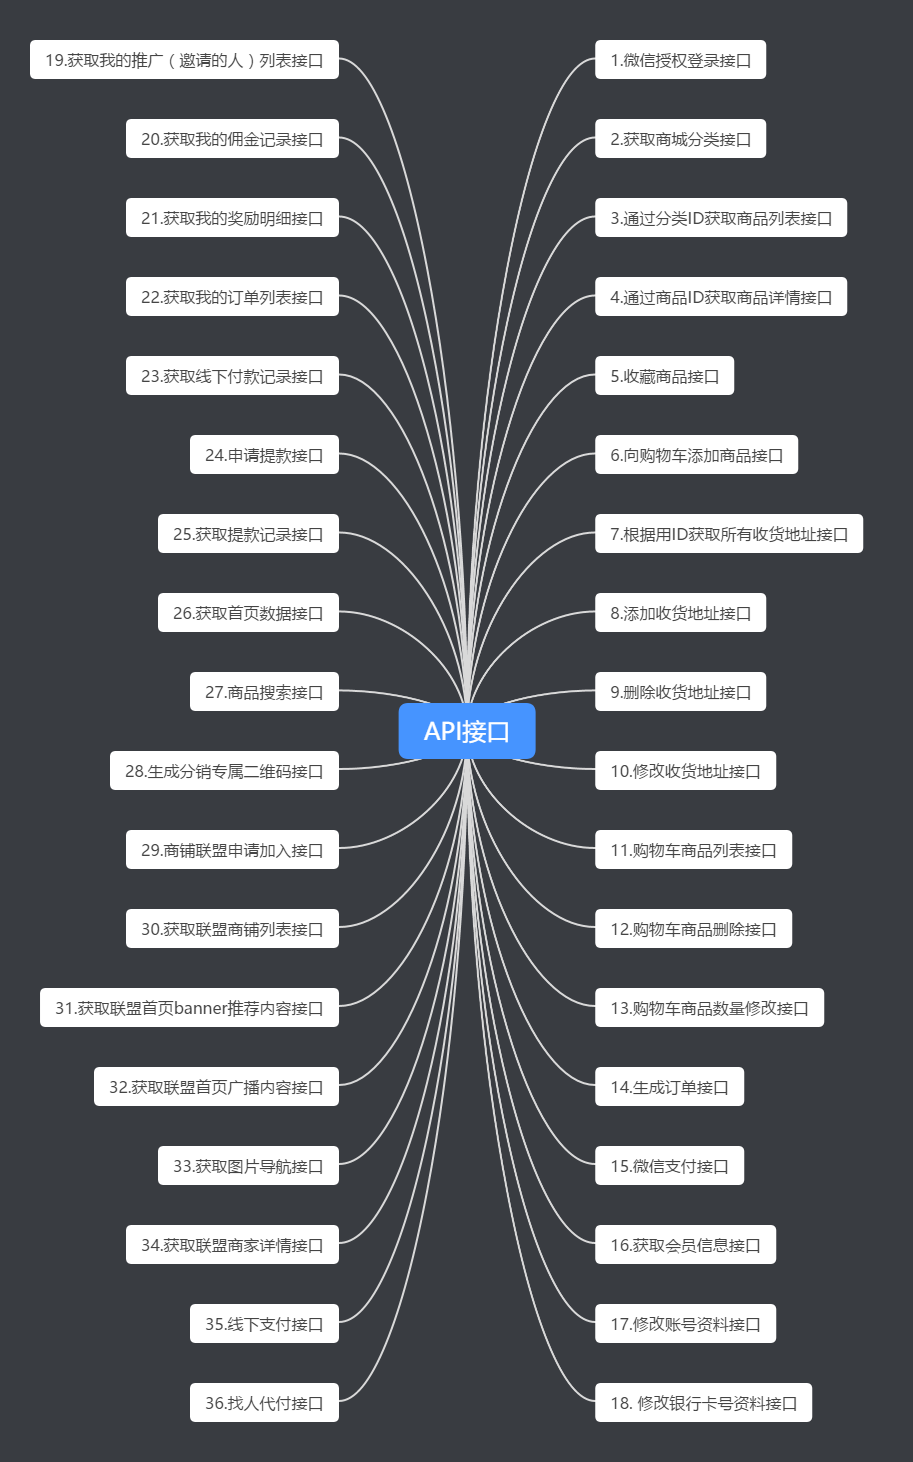 API接口
1.微信授权登录接口
2.获取商城分类接口
3.通过分类ID获取商品列表接口
4.通过商品ID获取商品详情接口
5.收藏商品接口
6.向购物车添加商品接口
7.根据用ID获取所有收货地址接口
8.添加收货地址接口
9.删除收货地址接口
10.修改收货地址接口
11.购物车商品列表接口
12.购物车商品删除接口
13.购物车商品数量修改接口
14.生成订单接口
15.微信支付接口
16.获取会员信息接口
17.修改账号资料接口
18. 修改银行卡号资料接口
19.获取我的推广（邀请的人）列表接口
20.获取我的佣金记录接口
21.获取我的奖励明细接口
22.获取我的订单列表接口
23.获取线下付款记录接口
24.申请提款接口
25.获取提款记录接口
26.获取首页数据接口
27.商品搜索接口
28.生成分销专属二维码接口
29.商铺联盟申请加入接口
30.获取联盟商铺列表接口
31.获取联盟首页banner推荐内容接口
32.获取联盟首页广播内容接口
33.获取图片导航接口
34.获取联盟商家详情接口
35.线下支付接口
36.找人代付接口